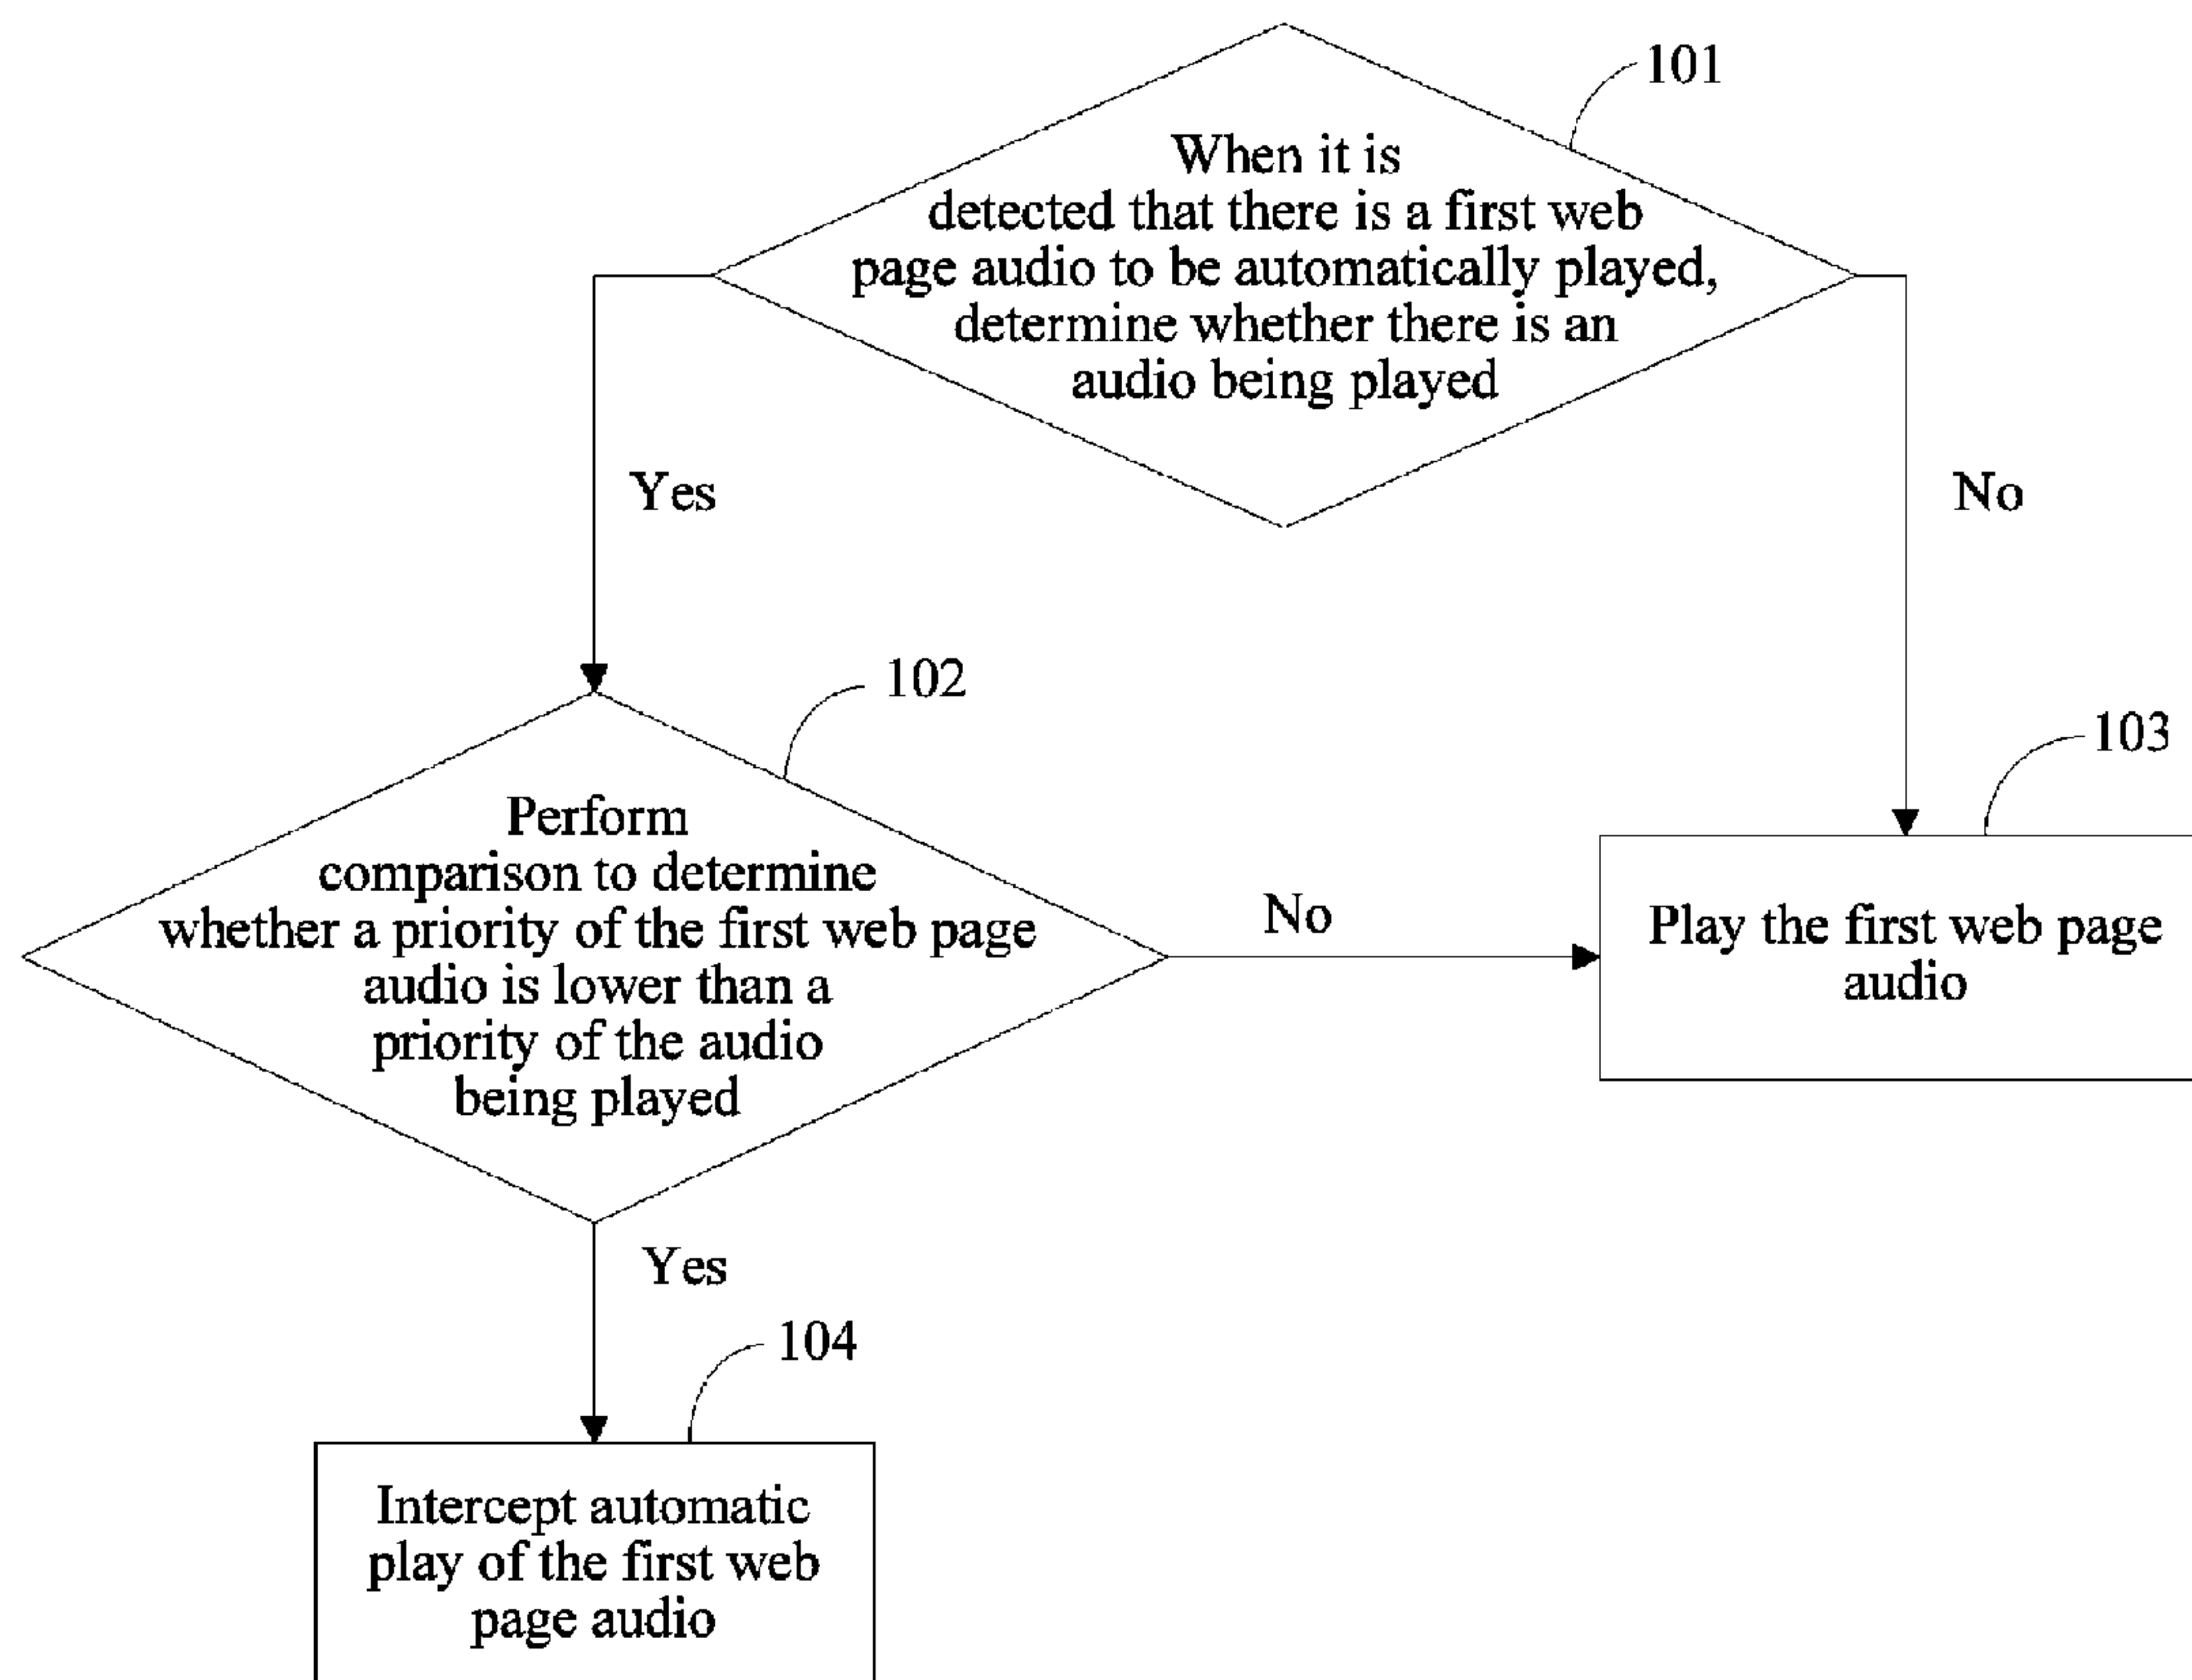 101
When it is
detected that there is a first web
page audio to be automatically played,
determine whether there is an
audio being played
Yes
No
102
Perform
comparison to determine
whether a priority of the first web page
audio is lower than a
priority of the audio
being played
No
103
Play the first web page
audio
Yes
104
Intercept automatic
play of the first web
page audio